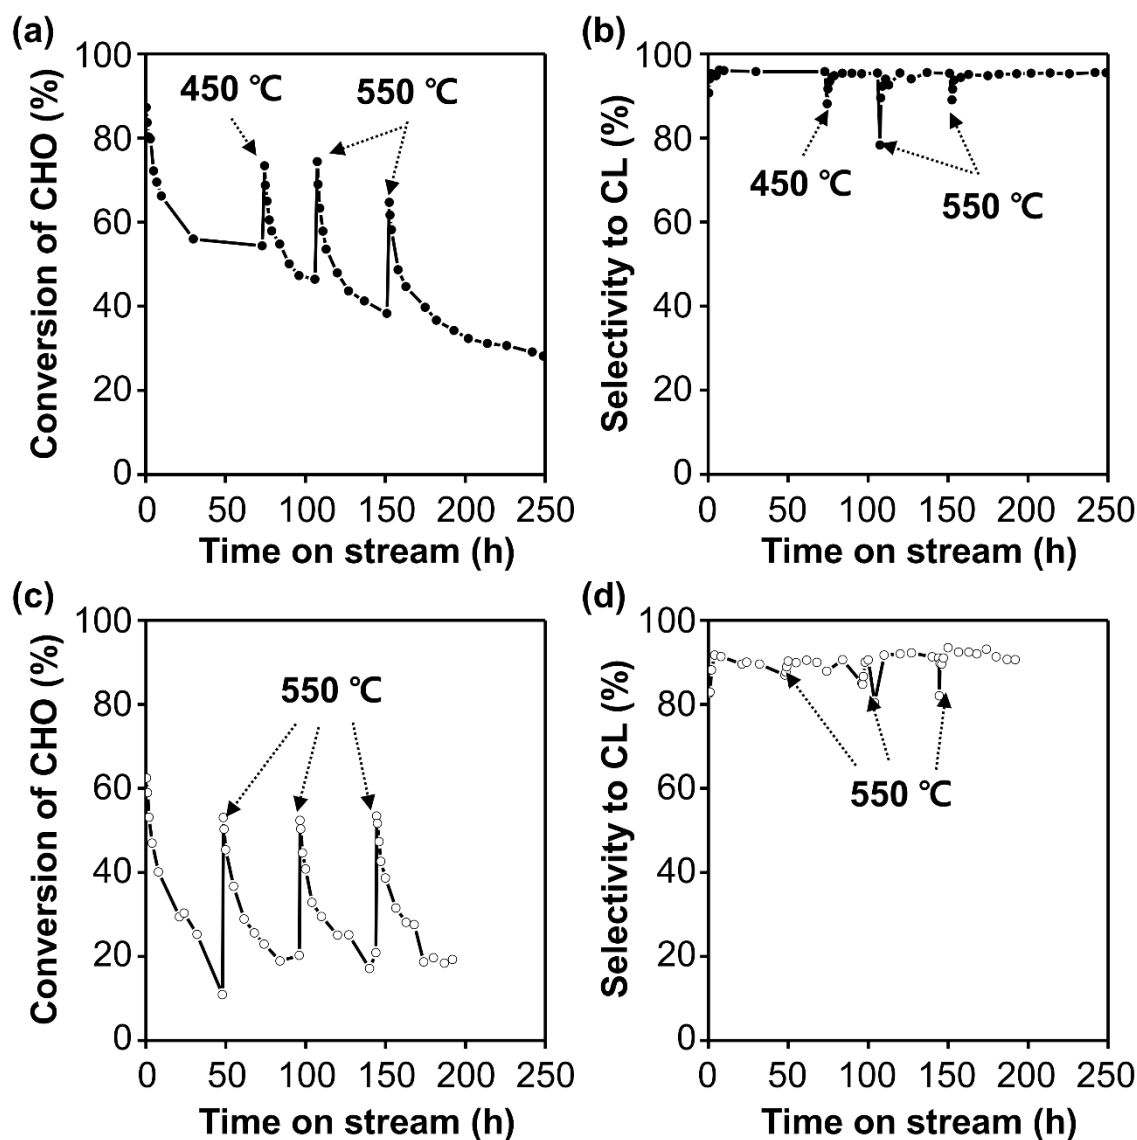 (a)
Conversion of CHO (%)
100
80
60
40
20
0
450 ℃
550 ℃
0 50 100 150 200 250
Time on stream (h)
(b)
Selectivity to CL (%)
100
80
60
40
20
0
450 ℃
550 ℃
0 50 100 150 200 250
Time on stream (h)
(c)
Conversion of CHO (%)
100
80
60
40
20
0
550 ℃
0 50 100 150 200 250
Time on stream (h)
(d)
Selectivity to CL (%)
100
80
60
40
20
0
550 ℃
0 50 100 150 200 250
Time on stream (h)